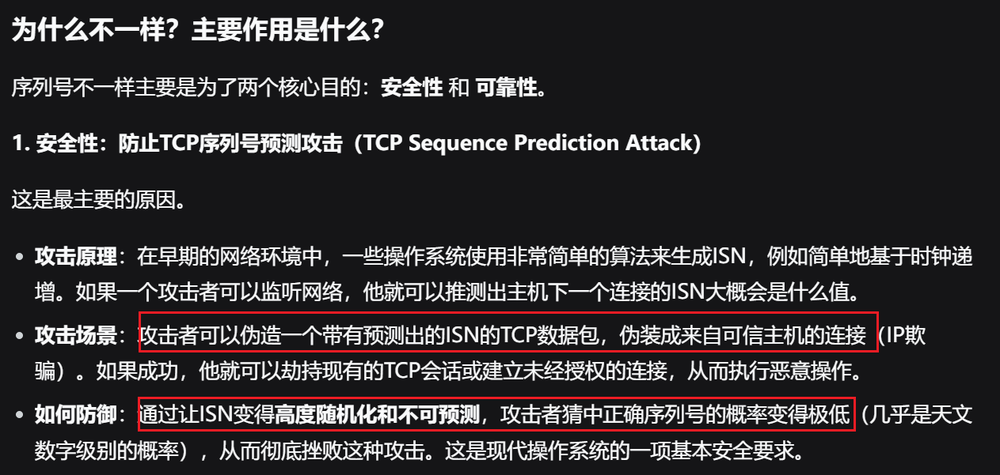 为什么不一样？主要作用是什么？
序列号不一样主要是为了两个核心目的：安全性 和 可靠性。
1. 安全性：防止TCP序列号预测攻击（TCP Sequence Prediction Attack）
这是最主要的原因。
• 攻击原理：在早期的网络环境中，一些操作系统使用非常简单的算法来生成ISN，例如简单地基于时钟递
增。如果一个攻击者可以监听网络，他就可以推测出主机下一个连接的ISN大概会是什么值。
• 攻击场景：攻击者可以伪造一个带有预测出的ISN的TCP数据包，伪装成来自可信主机的连接（IP欺
骗）。如果成功，他就可以劫持现有的TCP会话或建立未经授权的连接，从而执行恶意操作。
• 如何防御：通过让ISN变得高度随机化和不可预测，攻击者猜中正确序列号的概率变得极低（几乎是天文
数字级别的概率），从而彻底挫败这种攻击。这是现代操作系统的一项基本安全要求。